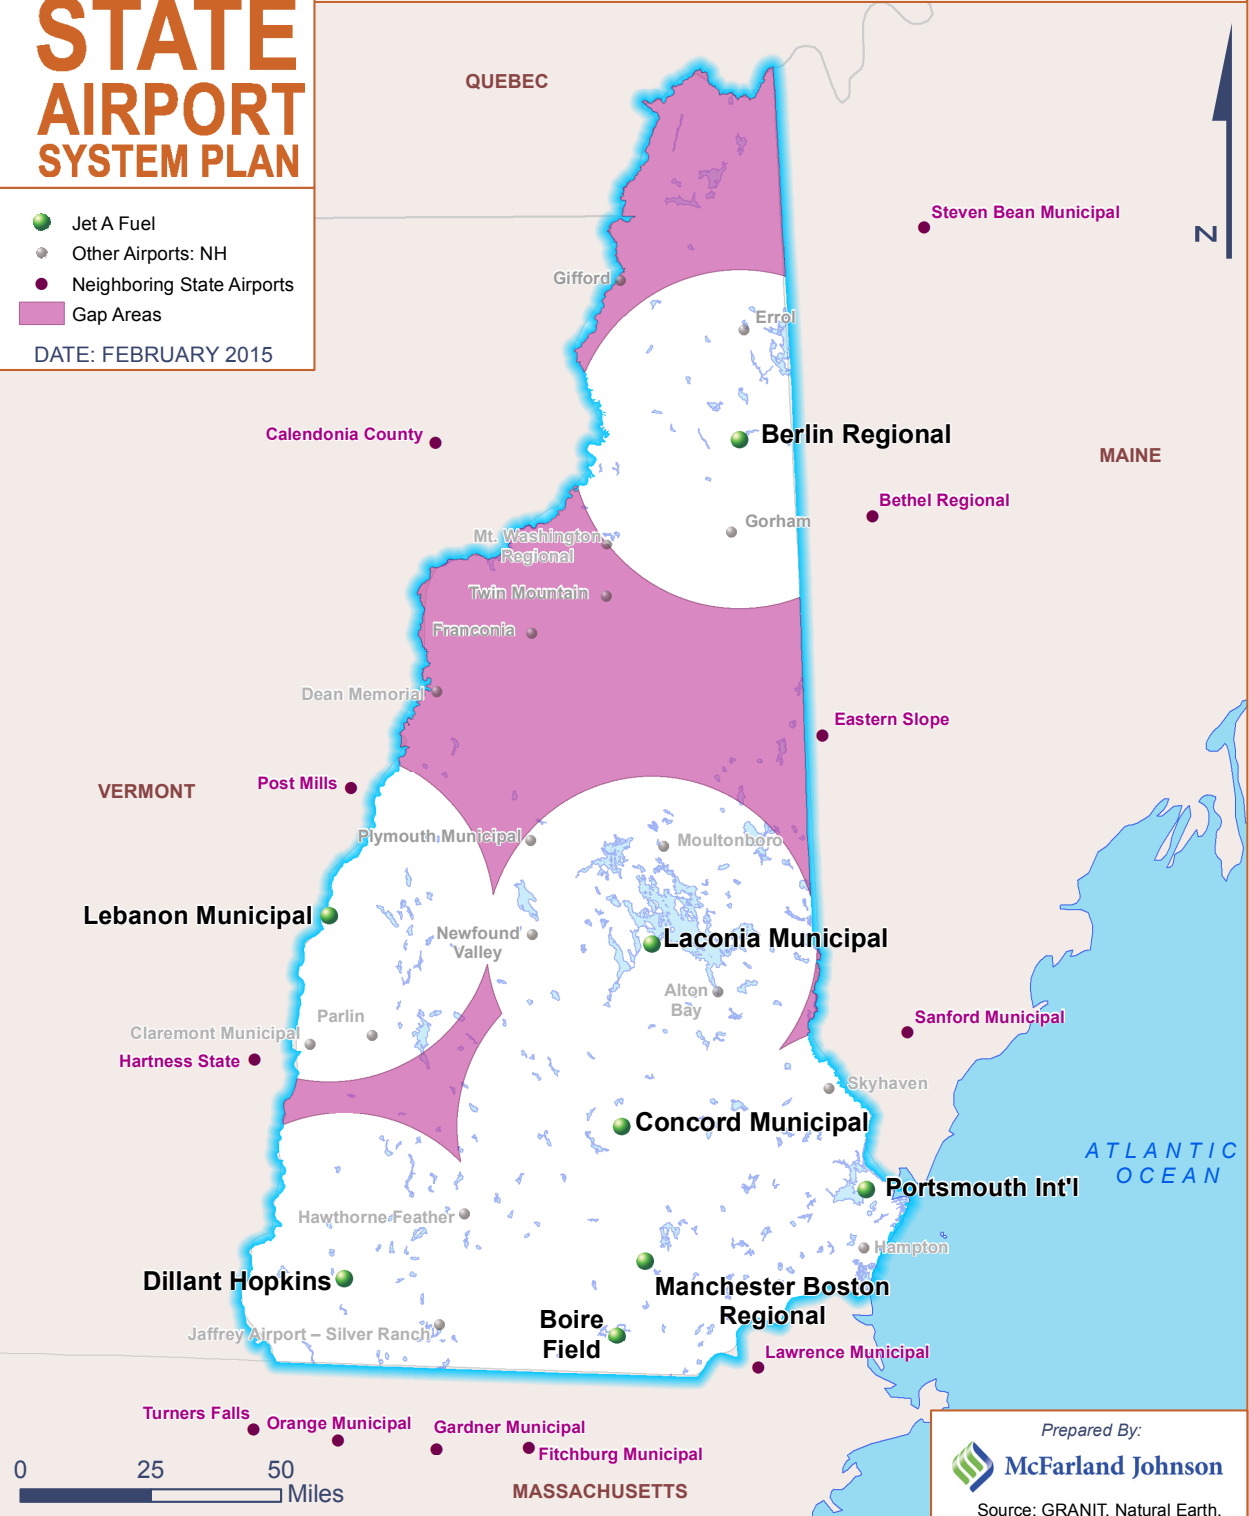 STATE
AIRPORT
SYSTEM PLAN
Jet A Fuel
Other Airports: NH
Neighboring State Airports
Gap Areas
DATE: FEBRUARY 2015
QUEBEC
N
Steven Bean Municipal
Gifford
Errol
Calendonia County
Berlin Regional
MAINE
Bethel Regional
Gorham
Mt. Washington
Regional
Twin Mountain
Franconia
Dean Memorial
Eastern Slope
Post Mills
VERMONT
Plymouth Municipal
Moultonboro
Lebanon Municipal
Newfound
Valley
Laconia Municipal
Alton
Bay
Parlin
Claremont Municipal
Hartness State
Sanford Municipal
Skyhaven
Concord Municipal
ATLANTIC
OCEAN
Portsmouth Int'l
Hawthorne Feather
Hampton
Dillant Hopkins
Manchester Boston
Regional
Boire
Field
Jaffrey Airport – Silver Ranch
Lawrence Municipal
Turners Falls
Orange Municipal
Gardner Municipal
Fitchburg Municipal
0 25 50
Miles
MASSACHUSETTS
Prepared By:
McFarland Johnson
Source: GRANIT, Natural Earth,